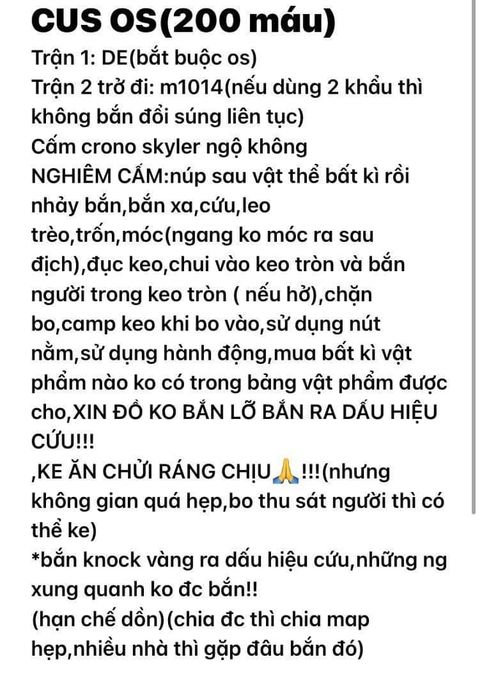 CUS OS(200 máu)
Trận 1: DE(bắt buộc os)
Trận 2 trở đi: m1014(nếu dùng 2 khẩu thì
không bắn đổi súng liên tục)
Cấm crono skyler ngộ không
NGHIÊM CẤM:núp sau vật thể bất kì rồi
nhảy bắn,bắn xa,cứu,leo
trèo,trốn,móc(ngang ko móc ra sau
địch),đục keo,chui vào keo tròn và bắn
người trong keo tròn ( nếu hở),chặn
bo,camp keo khi bo vào,sử dụng nút
nằm,sử dụng hành động,mua bất kì vật
phẩm nào ko có trong bảng vật phẩm được
cho,XIN ĐỒ KO BẮN LỠ BẮN RA DẤU HIỆU
CỨU!!!
,KE ĂN CHỬI RÁNG CHỊU🙏!!!(nhưng
không gian quá hẹp,bo thu sát người thì có
thể ke)
*bắn knock vàng ra dấu hiệu cứu,những ng
xung quanh ko đc bắn!!
(hạn chế dồn)(chia đc thì chia map
hẹp,nhiều nhà thì gặp đâu bắn đó)